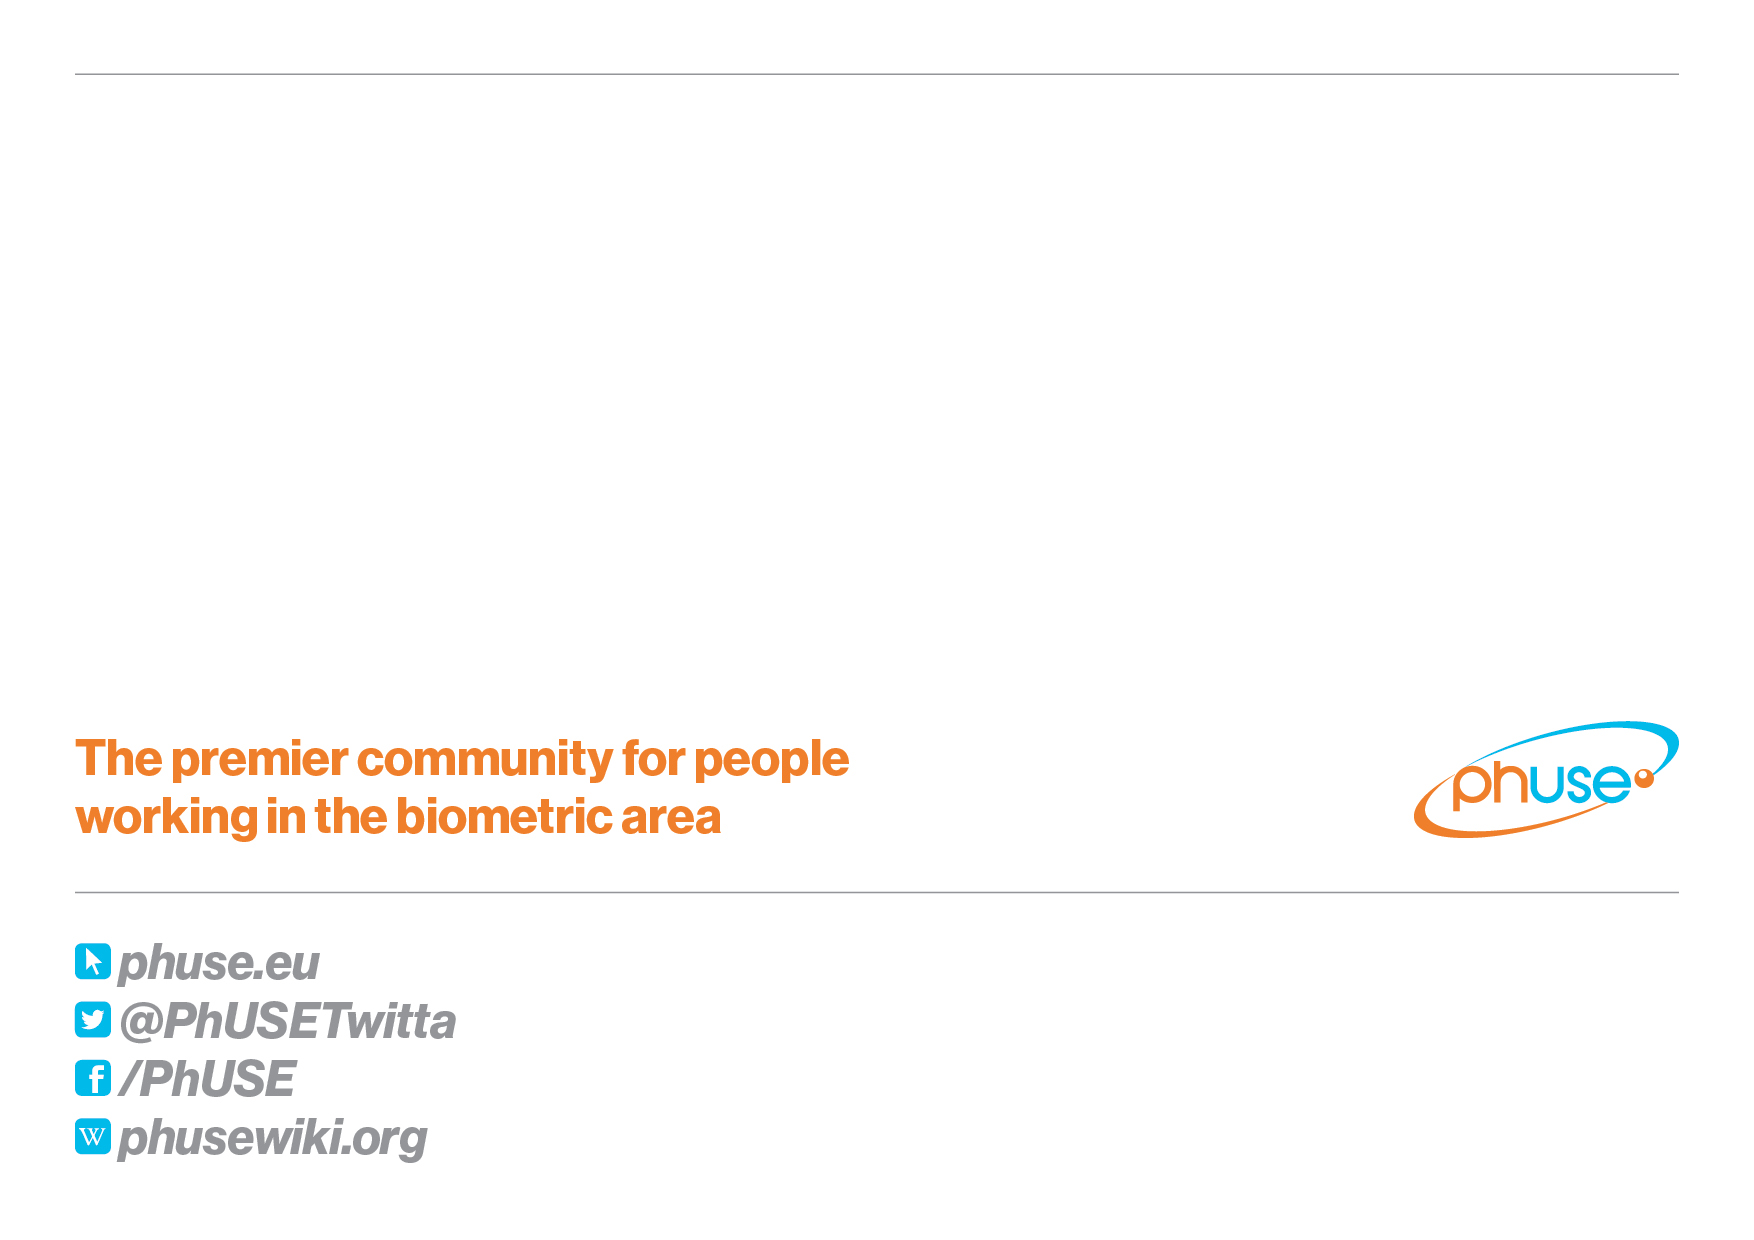 The premier community for people
working in the biometric area
phuse
phuse.eu
@PhUSETwitta
/PhUSE
phusewiki.org